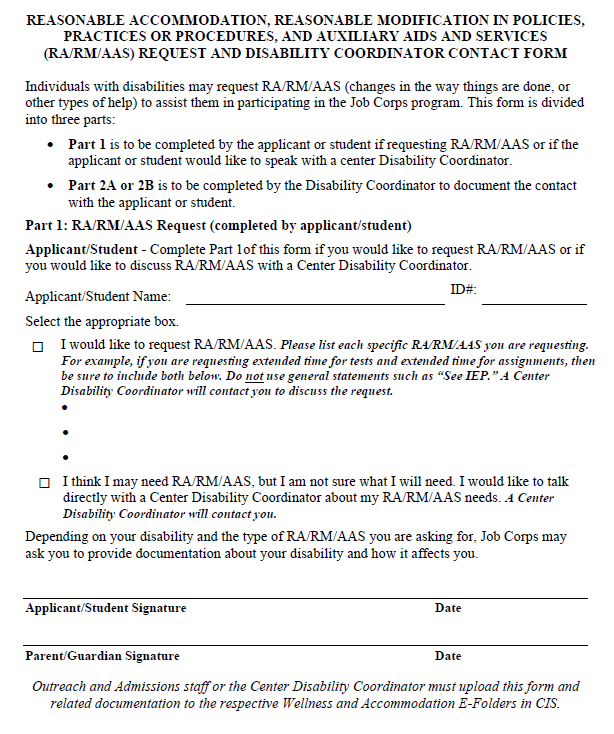 REASONABLE ACCOMMODATION, REASONABLE MODIFICATION IN POLICIES,
PRACTICES OR PROCEDURES, AND AUXILIARY AIDS AND SERVICES
(RA/RM/AAS) REQUEST AND DISABILITY COORDINATOR CONTACT FORM
Individuals with disabilities may request RA/RM/AAS (changes in the way things are done, or
other types of help) to assist them in participating in the Job Corps program. This form is divided
into three parts:
• Part 1 is to be completed by the applicant or student if requesting RA/RM/AAS or if the
applicant or student would like to speak with a center Disability Coordinator.
• Part 2A or 2B is to be completed by the Disability Coordinator to document the contact
with the applicant or student.
Part 1: RA/RM/AAS Request (completed by applicant/student)
Applicant/Student - Complete Part 1of this form if you would like to request RA/RM/AAS or if
you would like to discuss RA/RM/AAS with a Center Disability Coordinator.
Applicant/Student Name: ID#:
Select the appropriate box.
☐ I would like to request RA/RM/AAS. Please list each specific RA/RM/AAS you are requesting.
For example, if you are requesting extended time for tests and extended time for assignments, then
be sure to include both below. Do not use general statements such as “See IEP.” A Center
Disability Coordinator will contact you to discuss the request.
•
•
•
☐ I think I may need RA/RM/AAS, but I am not sure what I will need. I would like to talk
directly with a Center Disability Coordinator about my RA/RM/AAS needs. A Center
Disability Coordinator will contact you.
Depending on your disability and the type of RA/RM/AAS you are asking for, Job Corps may
ask you to provide documentation about your disability and how it affects you.
Applicant/Student Signature Date
Parent/Guardian Signature Date
Outreach and Admissions staff or the Center Disability Coordinator must upload this form and
related documentation to the respective Wellness and Accommodation E-Folders in CIS.